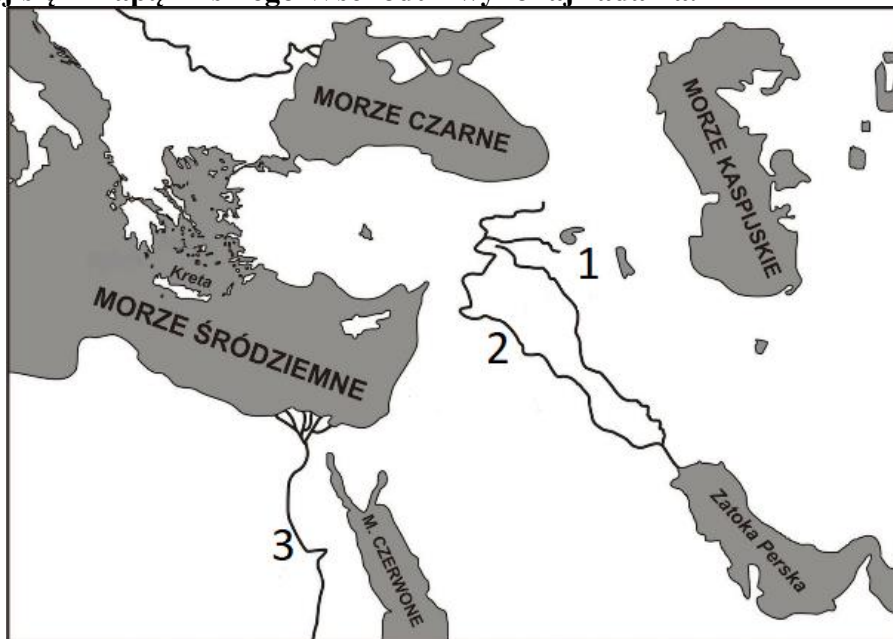 MORZE CZARNE
MORZE KASPIJSKIE
1
Kreta
MORZE ŚRÓDZIEMNE
2
Zatoka Perska
M. CZERWONE
3